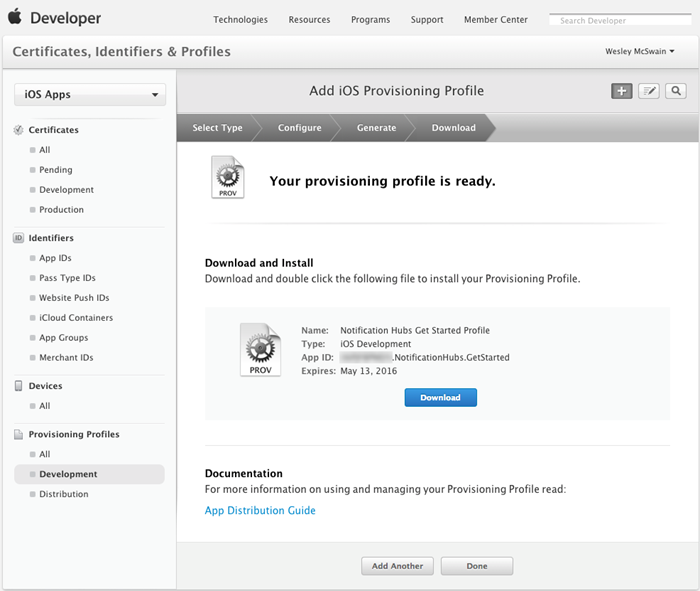 Developer
Technologies
Resources
Programs
Support
Member Center
Search Developer
Certificates, Identifiers & Profiles
Wesley McSwain
iOS Apps
Certificates
All
Pending
Development
Production
ID Identifiers
App IDs
Pass Type IDs
Website Push IDs
iCloud Containers
App Groups
Merchant IDs
Devices
All
Provisioning Profiles
All
Development
Distribution
Add iOS Provisioning Profile
Select Type
Configure
Generate
Download
PROV
Your provisioning profile is ready.
Download and Install
Download and double click the following file to install your Provisioning Profile.
PROV
Name: Notification Hubs Get Started Profile
Type: iOS Development
App ID: .NotificationHubs.GetStarted
Expires: May 13, 2016
Download
Documentation
For more information on using and managing your Provisioning Profile read:
App Distribution Guide
Add Another
Done